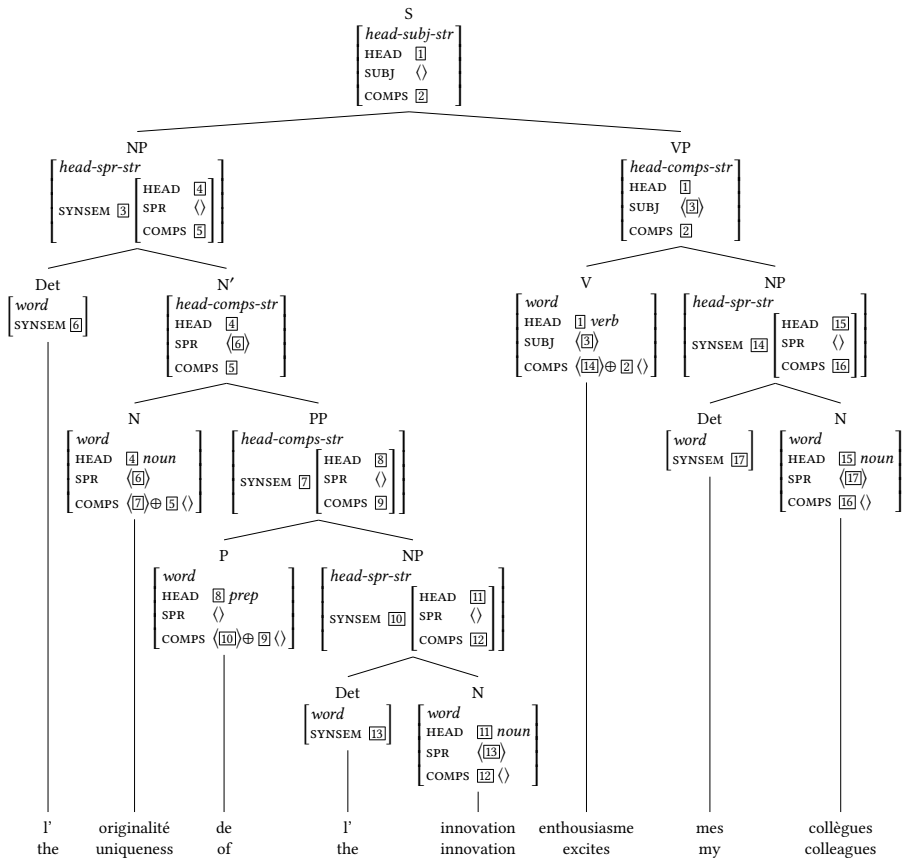 S
head-subj-str
HEAD 1
SUBJ ⟨⟩
COMPS 2
NP
head-spr-str
SYNSEM 3
HEAD 4
SPR ⟨⟩
COMPS 5
VP
head-comps-str
HEAD 1
SUBJ ⟨3⟩
COMPS 2
Det
word
SYNSEM 6
N′
head-comps-str
HEAD 4
SPR ⟨6⟩
COMPS 5
V
word
HEAD 1 verb
SUBJ ⟨3⟩
COMPS ⟨14⟩⊕ 2 ⟨⟩
NP
head-spr-str
SYNSEM 14
HEAD 15
SPR ⟨⟩
COMPS 16
N
word
HEAD 4 noun
SPR ⟨6⟩
COMPS ⟨7⟩⊕ 5 ⟨⟩
PP
head-comps-str
SYNSEM 7
HEAD 8
SPR ⟨⟩
COMPS 9
Det
word
SYNSEM 17
N
word
HEAD 15 noun
SPR ⟨17⟩
COMPS 16 ⟨⟩
P
word
HEAD 8 prep
SPR ⟨⟩
COMPS ⟨10⟩⊕ 9 ⟨⟩
NP
head-spr-str
SYNSEM 10
HEAD 11
SPR ⟨⟩
COMPS 12
Det
word
SYNSEM 13
N
word
HEAD 11 noun
SPR ⟨13⟩
COMPS 12 ⟨⟩
l' originalité de l' innovation enthousiasme mes collègues
the uniqueness of the innovation excites my colleagues